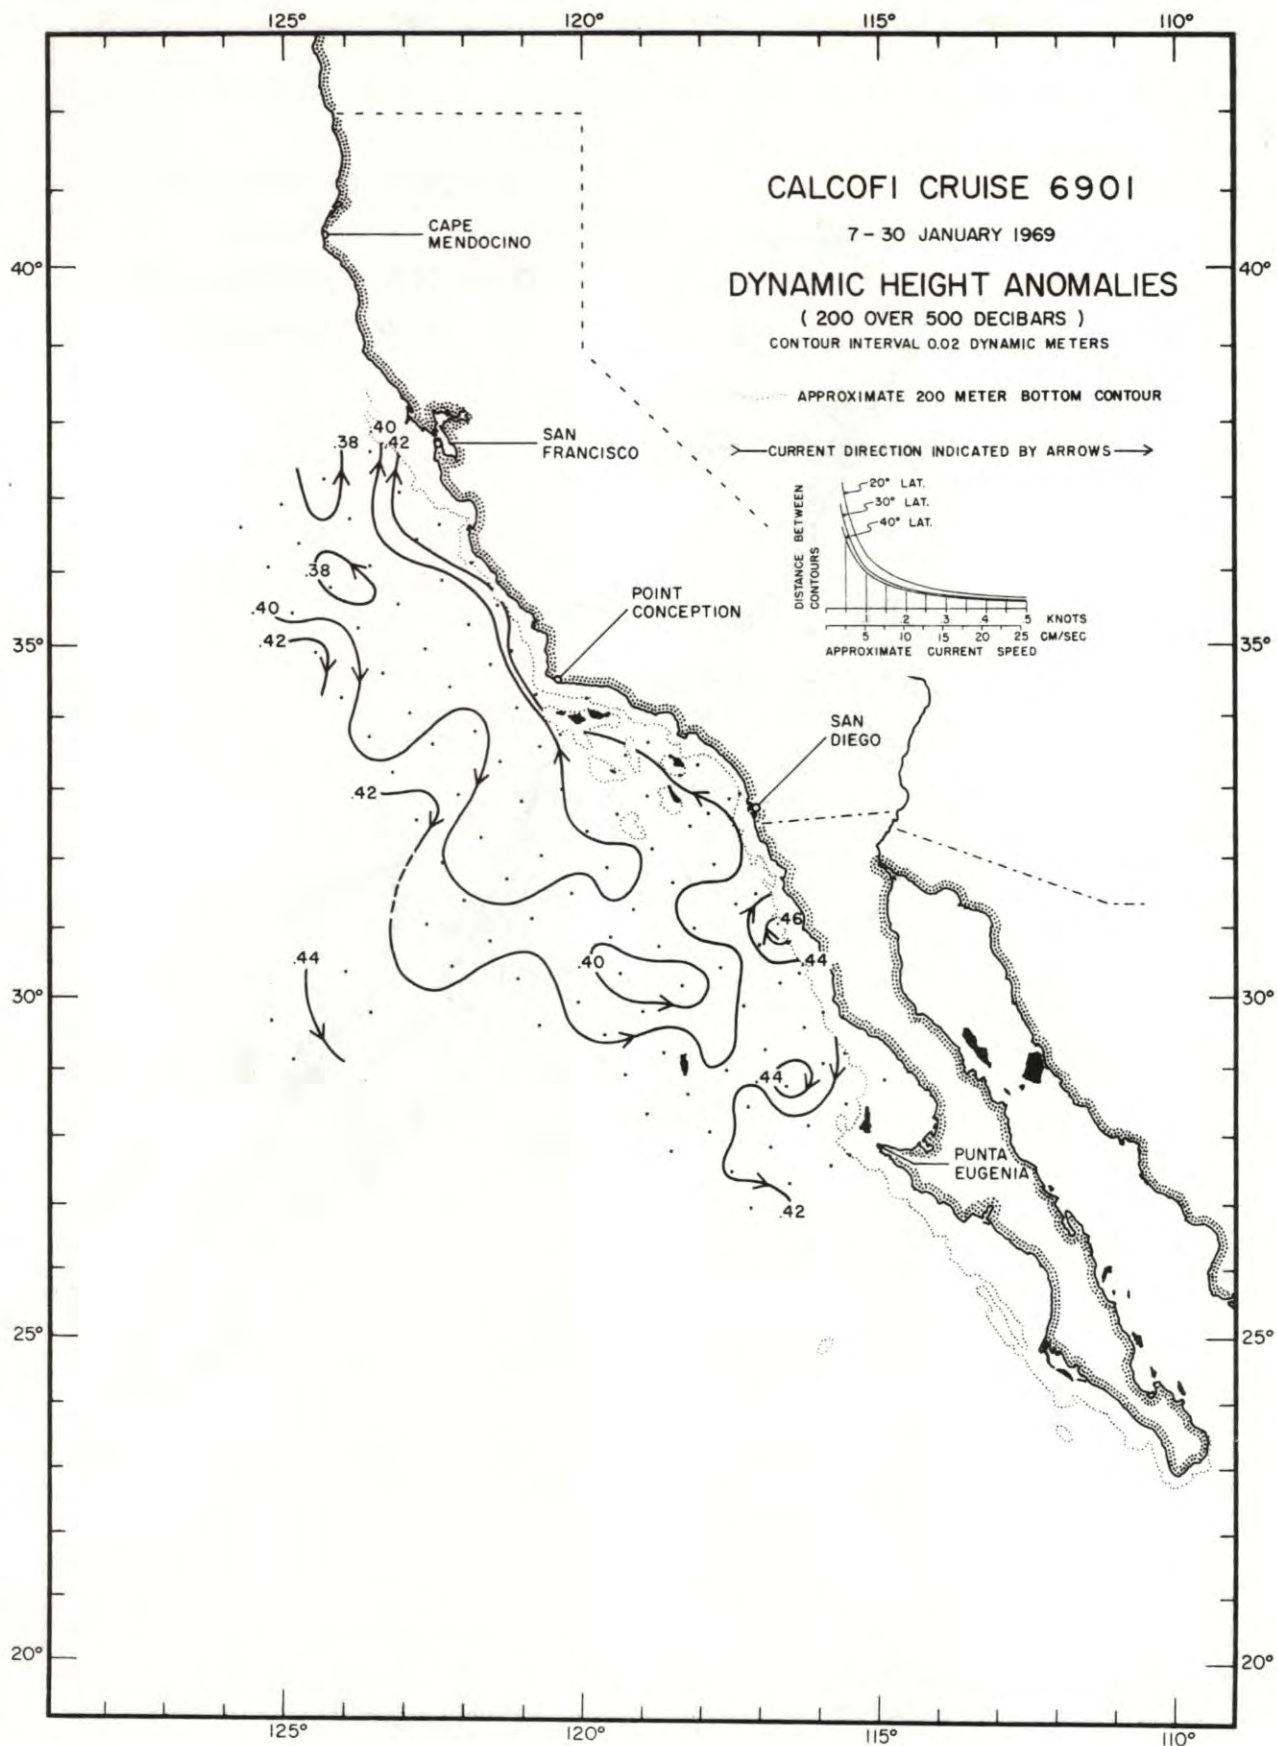 125° 120° 115° 110°
CALCOFI CRUISE 6901
7-30 JANUARY 1969
CAPE
MENDOCINO
40° 40°
DYNAMIC HEIGHT ANOMALIES
( 200 OVER 500 DECIBARS )
CONTOUR INTERVAL 0.02 DYNAMIC METERS
APPROXIMATE 200 METER BOTTOM CONTOUR
.40
.38 .42
SAN
FRANCISCO
CURRENT DIRECTION INDICATED BY ARROWS
DISTANCE BETWEEN
CONTOURS
20° LAT.
30° LAT.
40° LAT.
.1 .2 .3 .4 .5 KNOTS
5 10 15 20 25 CM/SEC
APPROXIMATE CURRENT SPEED
.38
.40
.42
POINT
CONCEPTION
35° 35°
SAN
DIEGO
.42
.46
.44
.44
.40
30° 30°
.44
PUNTA
EUGENIA
.42
25° 25°
20° 20°
125° 120° 115° 110°